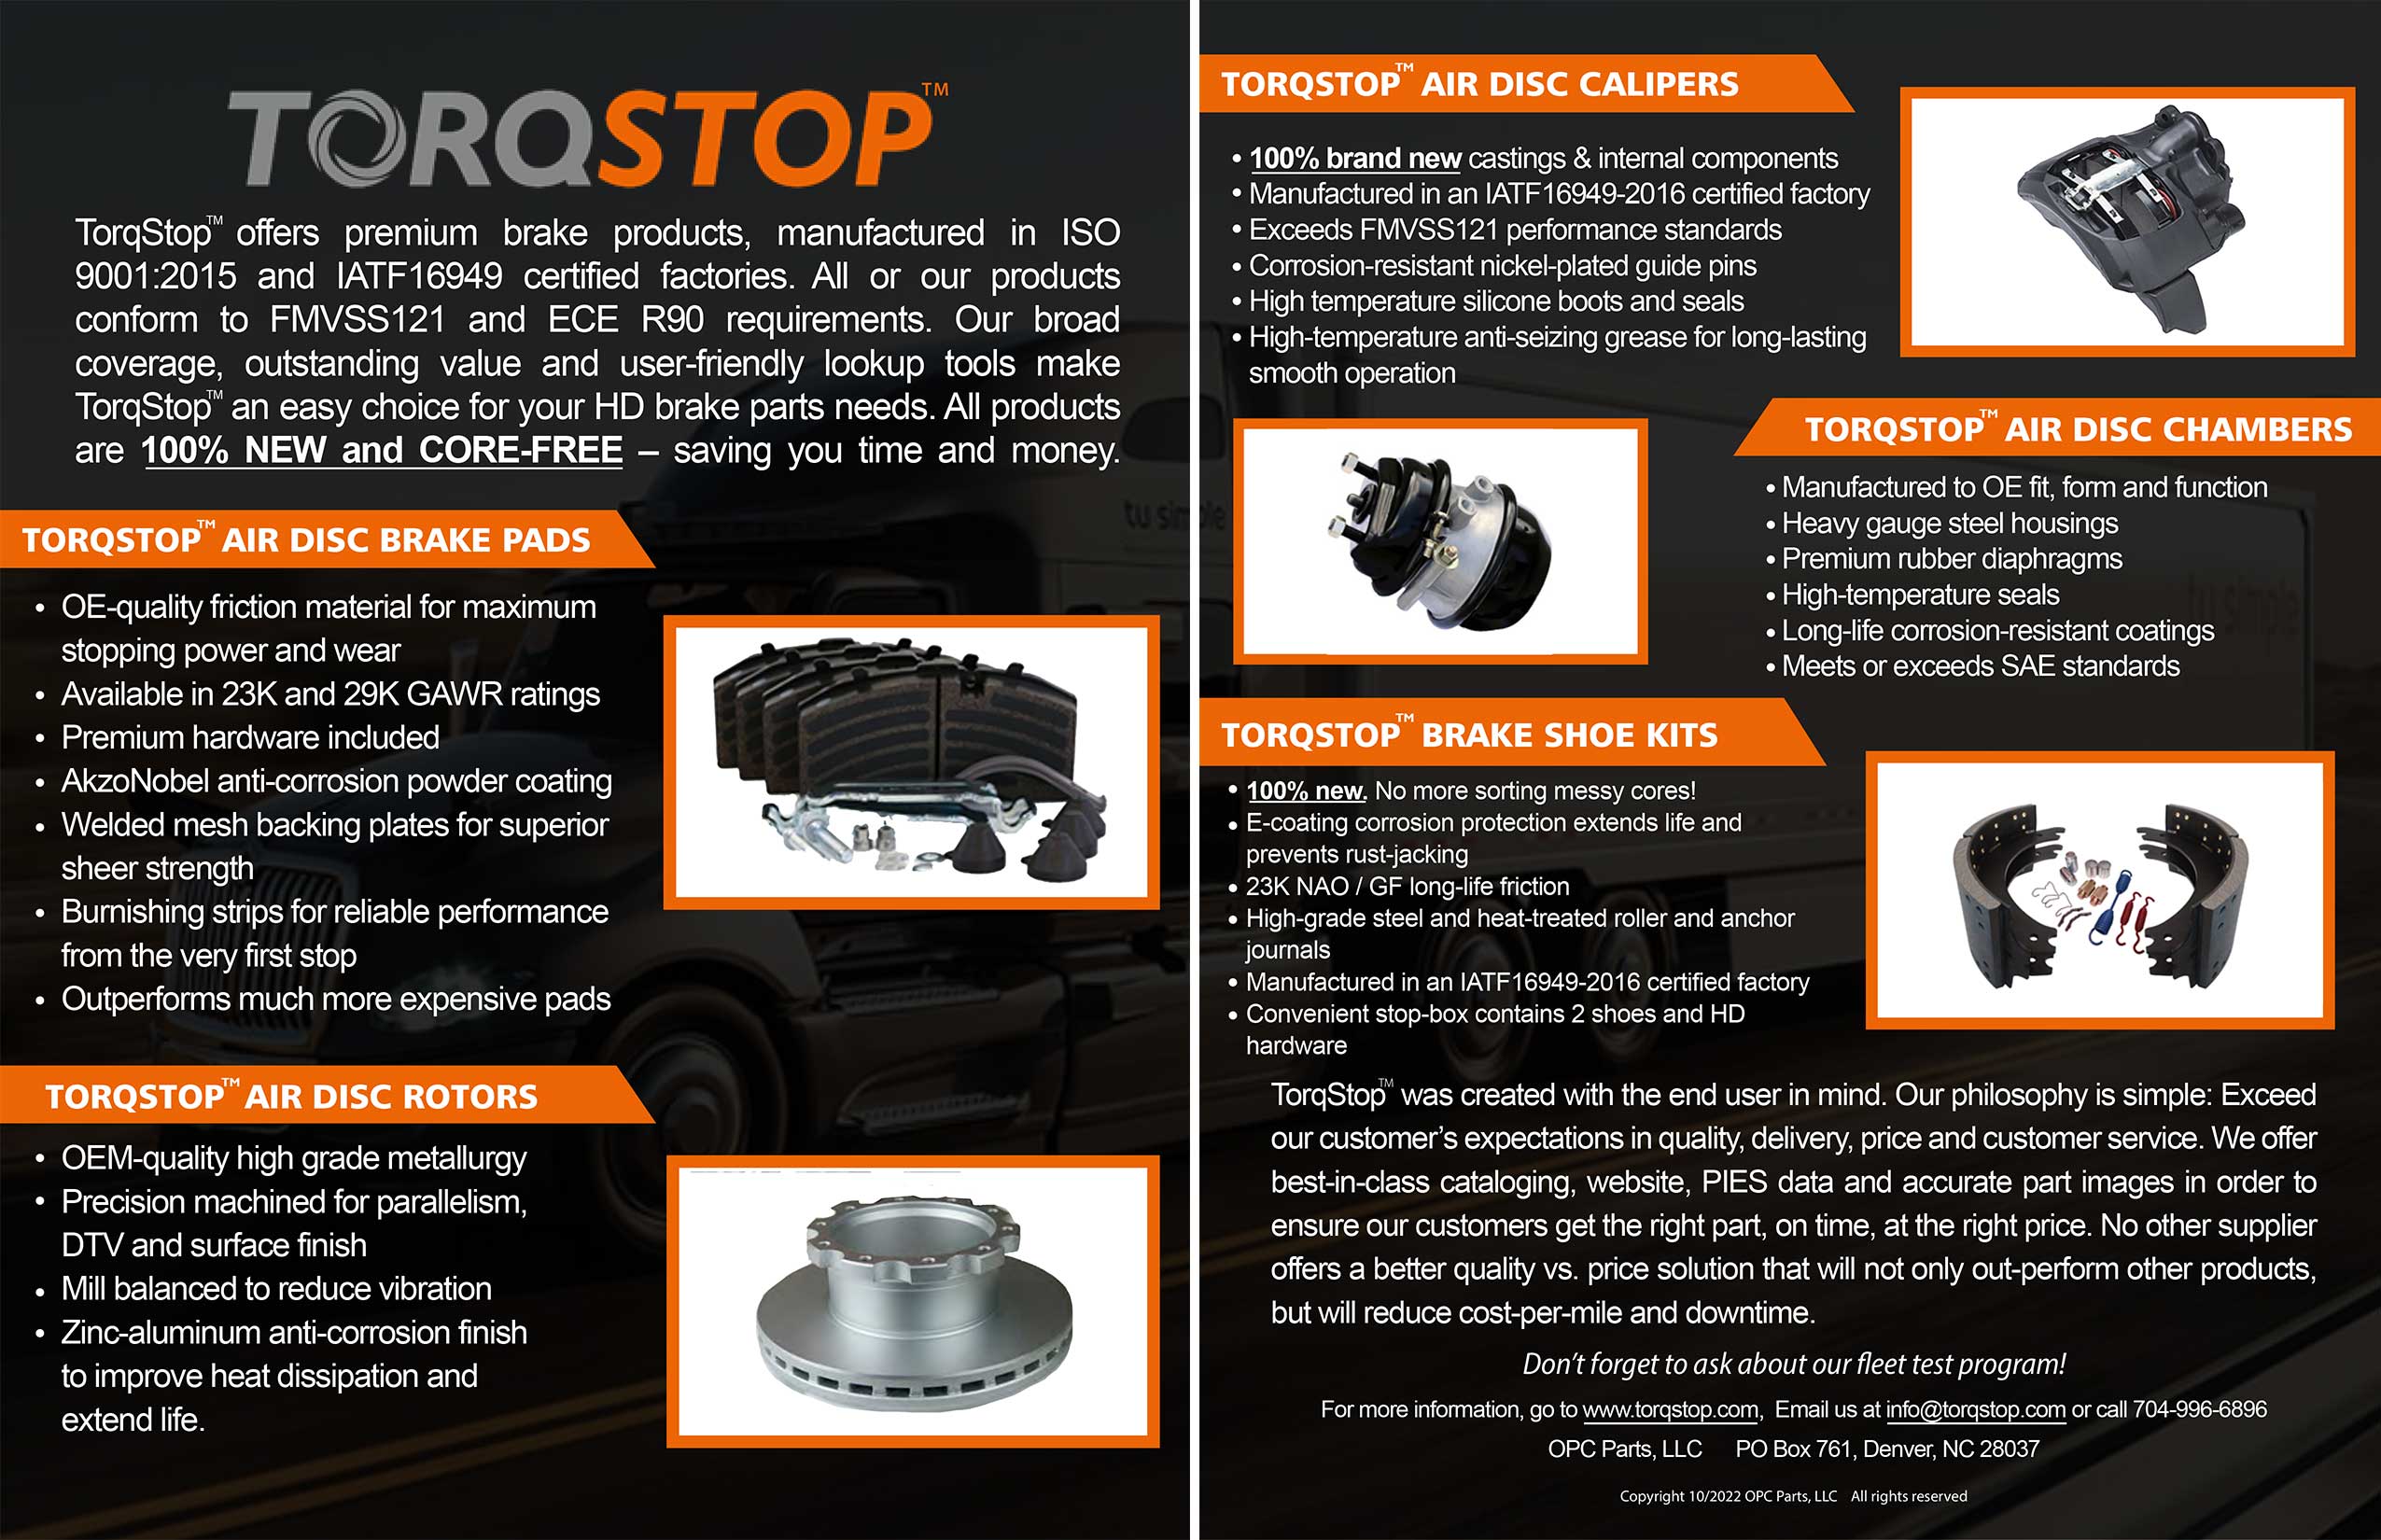 TORQSTOP™
TorqStop™ offers premium brake products, manufactured in ISO
9001:2015 and IATF16949 certified factories. All or our products
conform to FMVSS121 and ECE R90 requirements. Our broad
coverage, outstanding value and user-friendly lookup tools make
TorqStop™ an easy choice for your HD brake parts needs. All products
are 100% NEW and CORE-FREE – saving you time and money.
TORQSTOP™ AIR DISC BRAKE PADS
• OE-quality friction material for maximum
stopping power and wear
• Available in 23K and 29K GAWR ratings
• Premium hardware included
• AkzoNobel anti-corrosion powder coating
• Welded mesh backing plates for superior
sheer strength
• Burnishing strips for reliable performance
from the very first stop
• Outperforms much more expensive pads
TORQSTOP™ AIR DISC ROTORS
• OEM-quality high grade metallurgy
• Precision machined for parallelism,
DTV and surface finish
• Mill balanced to reduce vibration
• Zinc-aluminum anti-corrosion finish
to improve heat dissipation and
extend life.
TORQSTOP™ AIR DISC CALIPERS
• 100% brand new castings & internal components
• Manufactured in an IATF16949-2016 certified factory
• Exceeds FMVSS121 performance standards
• Corrosion-resistant nickel-plated guide pins
• High temperature silicone boots and seals
• High-temperature anti-seizing grease for long-lasting
smooth operation
TORQSTOP™ AIR DISC CHAMBERS
• Manufactured to OE fit, form and function
• Heavy gauge steel housings
• Premium rubber diaphragms
• High-temperature seals
• Long-life corrosion-resistant coatings
• Meets or exceeds SAE standards
tu simple
tu simple
TORQSTOP™ BRAKE SHOE KITS
• 100% new. No more sorting messy cores!
• E-coating corrosion protection extends life and
prevents rust-jacking
• 23K NAO / GF long-life friction
• High-grade steel and heat-treated roller and anchor
journals
• Manufactured in an IATF16949-2016 certified factory
• Convenient stop-box contains 2 shoes and HD
hardware
TorqStop™ was created with the end user in mind. Our philosophy is simple: Exceed
our customer’s expectations in quality, delivery, price and customer service. We offer
best-in-class cataloging, website, PIES data and accurate part images in order to
ensure our customers get the right part, on time, at the right price. No other supplier
offers a better quality vs. price solution that will not only out-perform other products,
but will reduce cost-per-mile and downtime.
Don’t forget to ask about our fleet test program!
For more information, go to www.torqstop.com, Email us at info@torqstop.com or call 704-996-6896
OPC Parts, LLC PO Box 761, Denver, NC 28037
Copyright 10/2022 OPC Parts, LLC All rights reserved